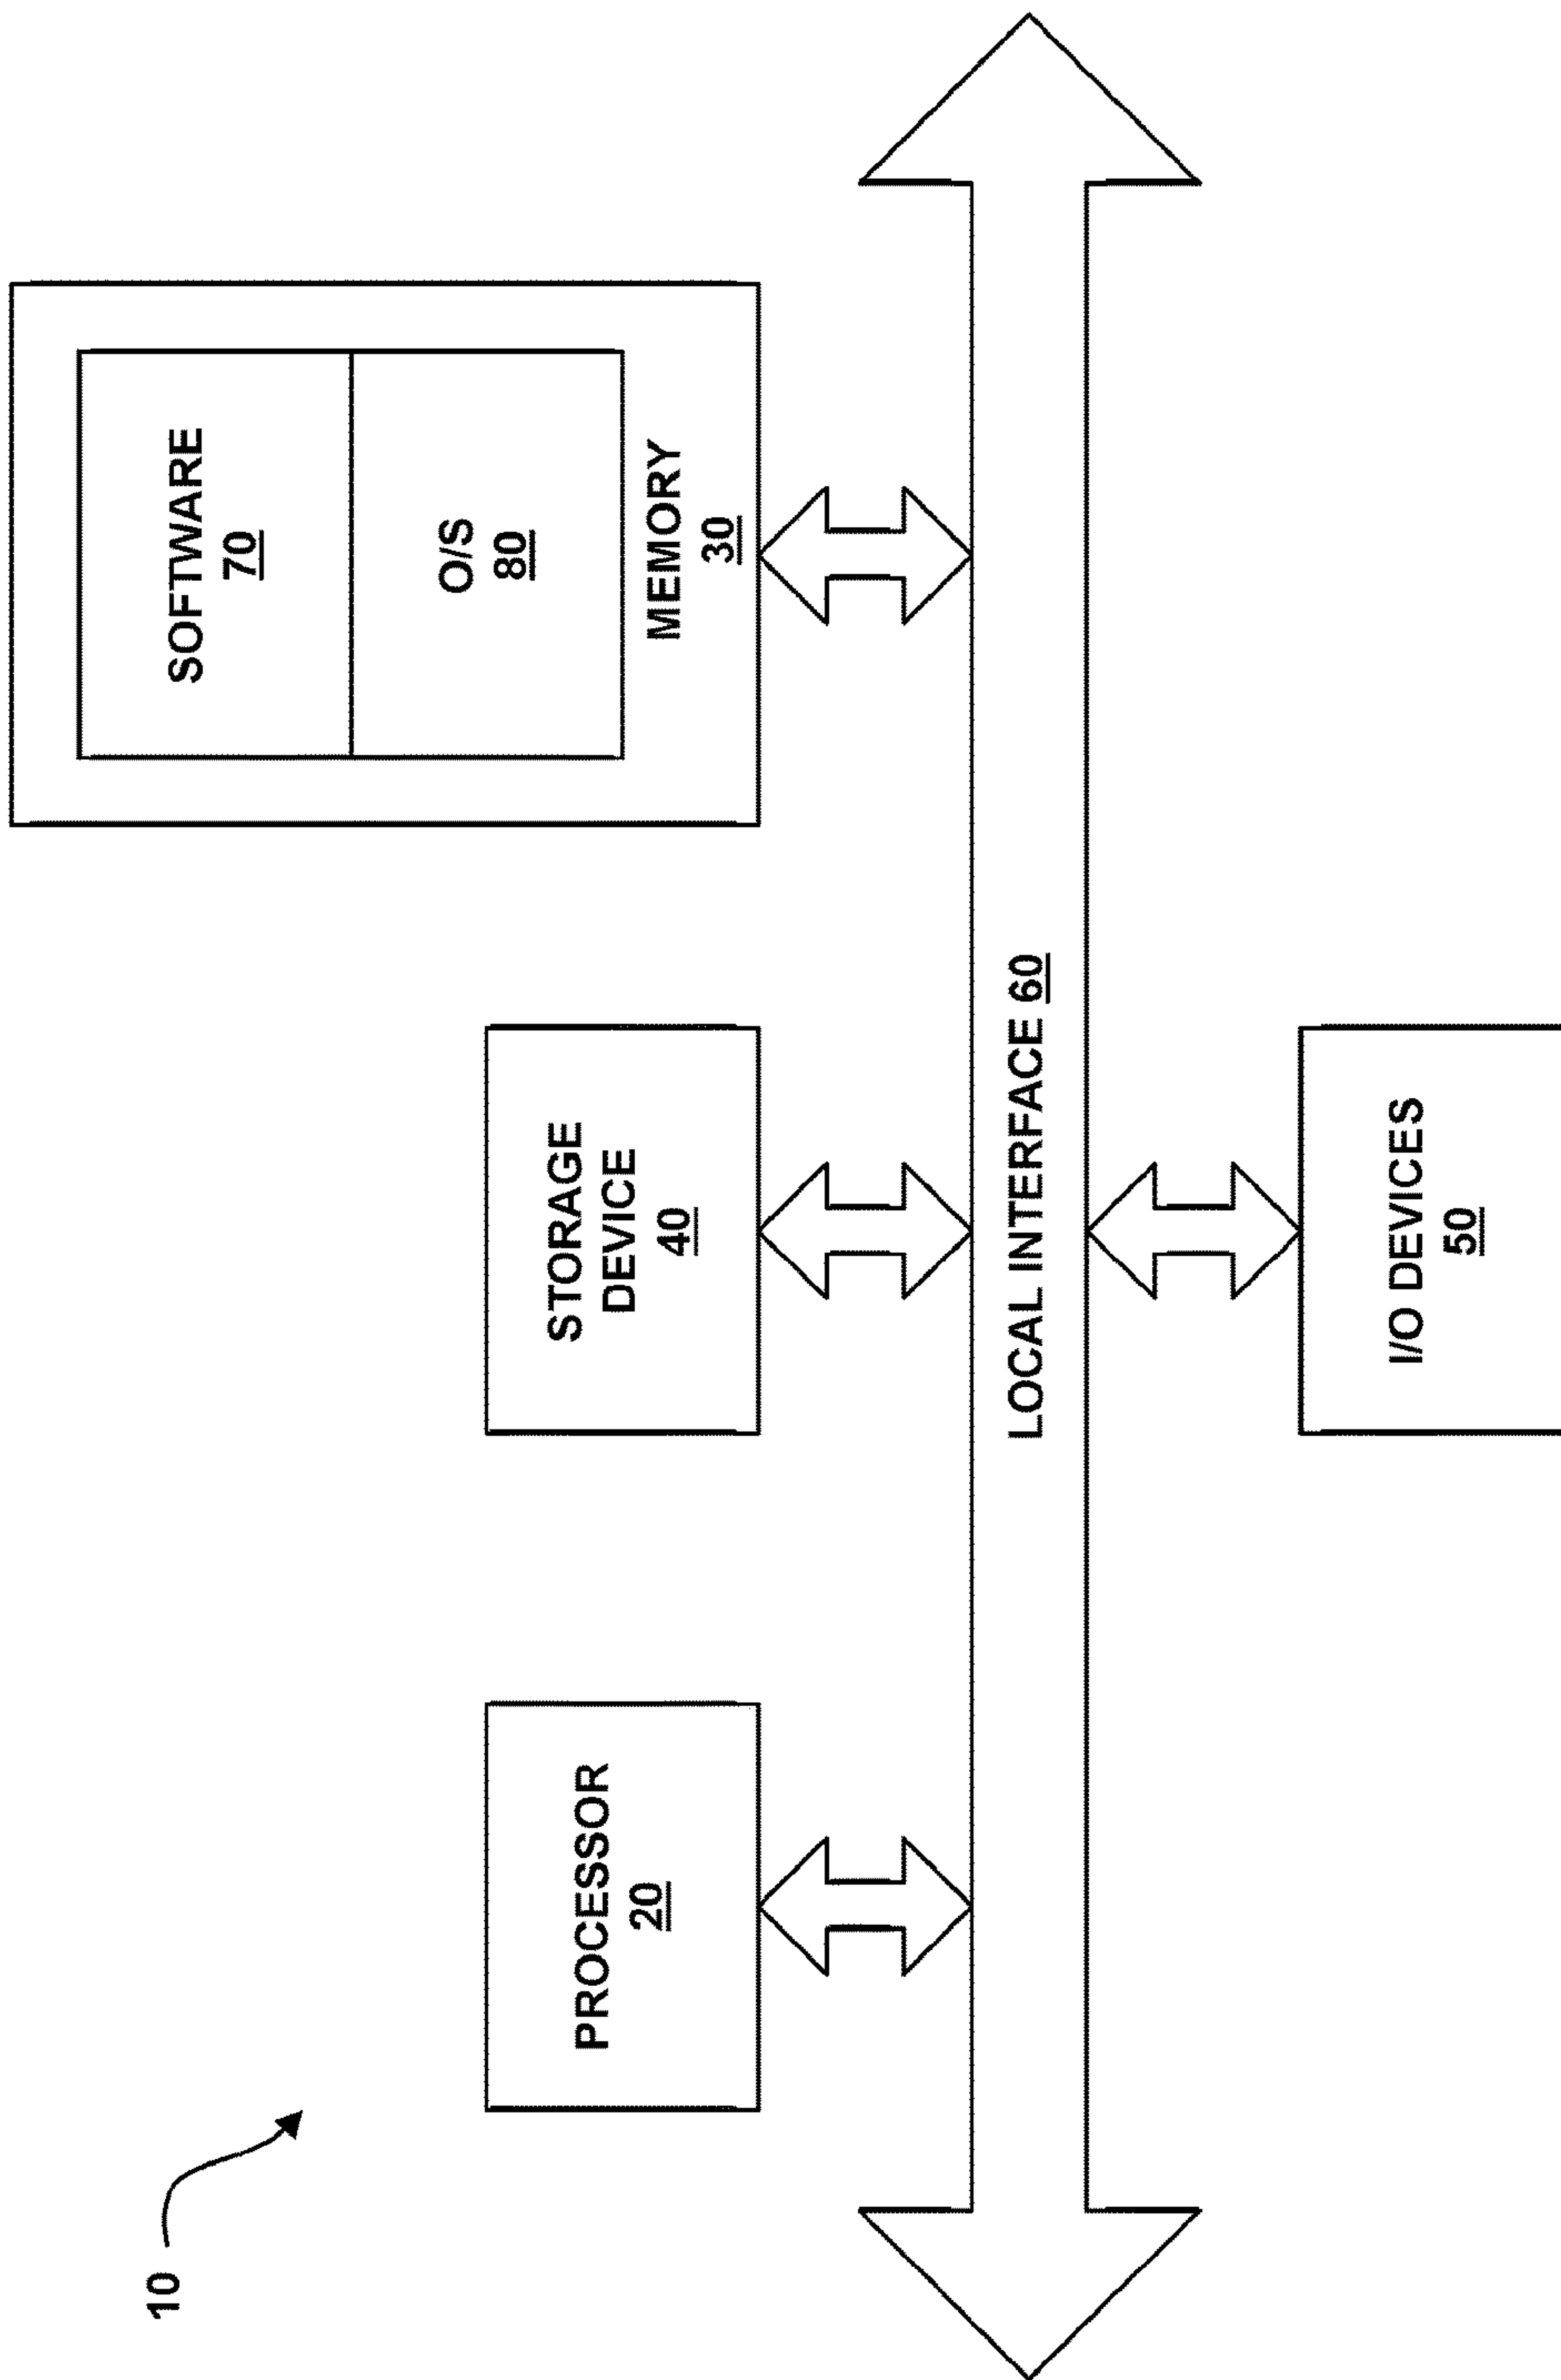 10
SOFTWARE
70
O/S
80
MEMORY
30
PROCESSOR
20
STORAGE
DEVICE
40
LOCAL INTERFACE 60
I/O DEVICES
50